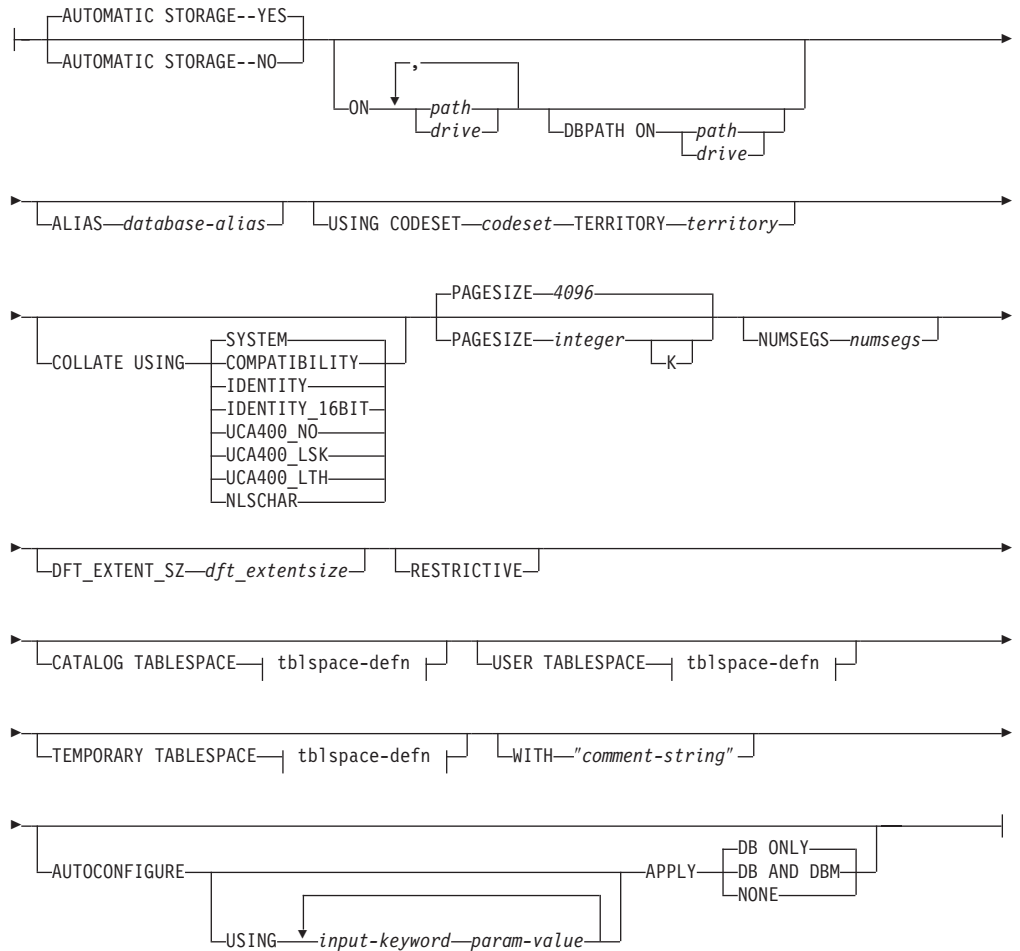 AUTOMATIC STORAGE--YES
AUTOMATIC STORAGE--NO
,
ON path
drive
DBPATH ON path
drive
ALIAS database-alias USING CODESET codeset TERRITORY territory
PAGESIZE 4096
COLLATE USING SYSTEM PAGESIZE integer K NUMSEGS numsegs
COMPATIBILITY
IDENTITY
IDENTITY_16BIT
UCA400_NO
UCA400_LSK
UCA400_LTH
NLSCHAR
DFT_EXTENT_SZ dft_extentsize RESTRICTIVE
CATALOG TABLESPACE tblspace-defn USER TABLESPACE tblspace-defn
TEMPORARY TABLESPACE tblspace-defn WITH "comment-string"
AUTOCONFIGURE APPLY DB ONLY
DB AND DBM
NONE
USING input-keyword param-value